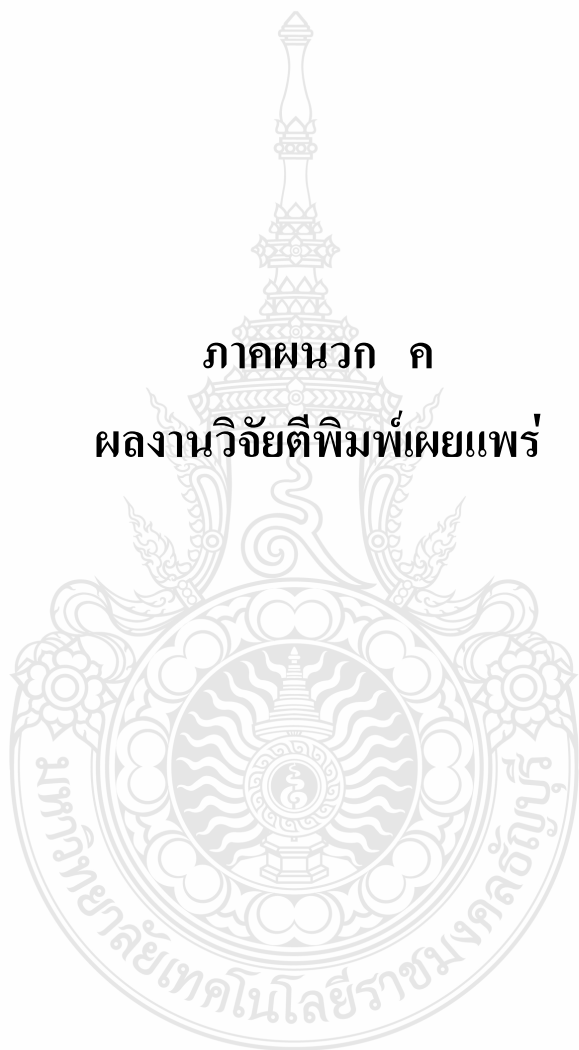 ภาคผนวก ค
ผลงานวิจัยตีพิมพ์เผยแพร่
มหาวิทยาลัยเทคโนโลยีราชมงคลธัญบุรี